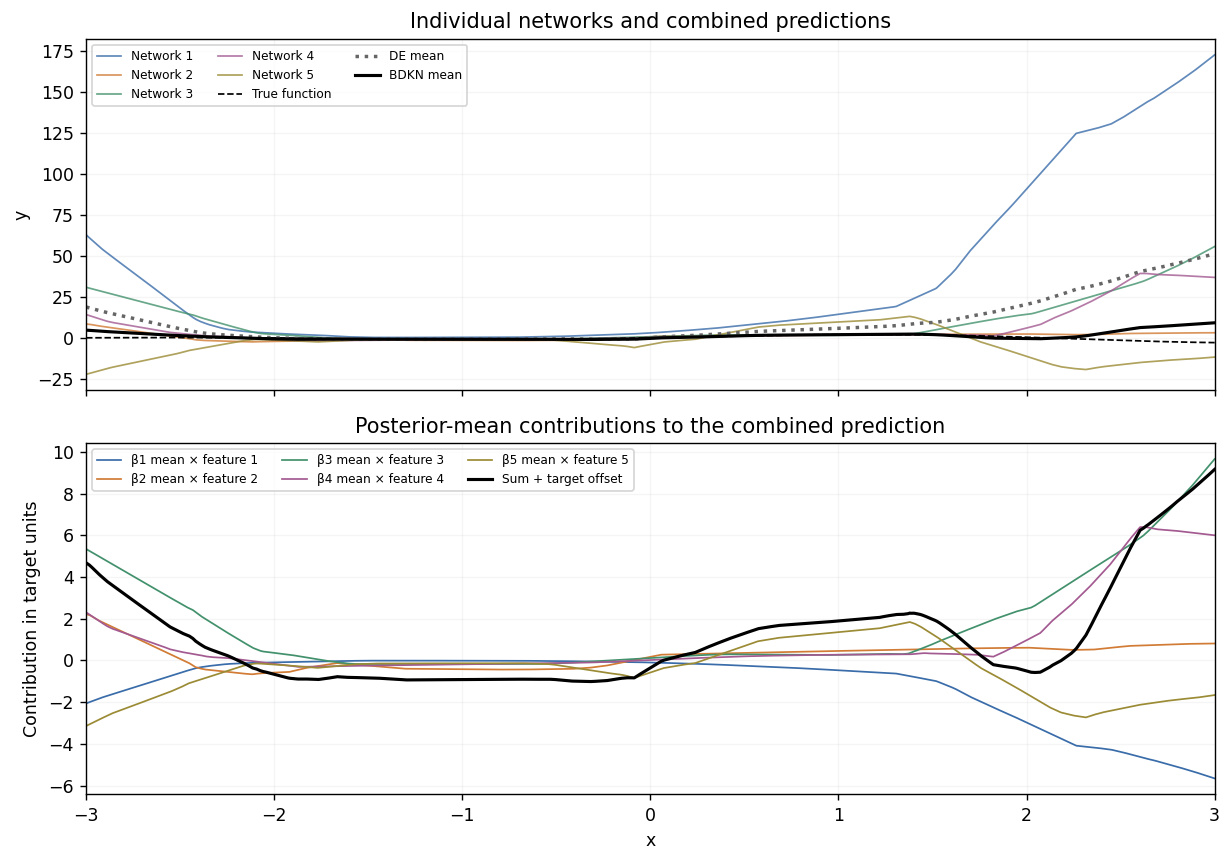 Individual networks and combined predictions
y
175
150
125
100
75
50
25
0
−25
Network 1
Network 2
Network 3
Network 4
Network 5
True function
DE mean
BDKN mean
Posterior-mean contributions to the combined prediction
Contribution in target units
10
8
6
4
2
0
−2
−4
−6
β1 mean × feature 1
β2 mean × feature 2
β3 mean × feature 3
β4 mean × feature 4
β5 mean × feature 5
Sum + target offset
−3 −2 −1 0 1 2 3
x